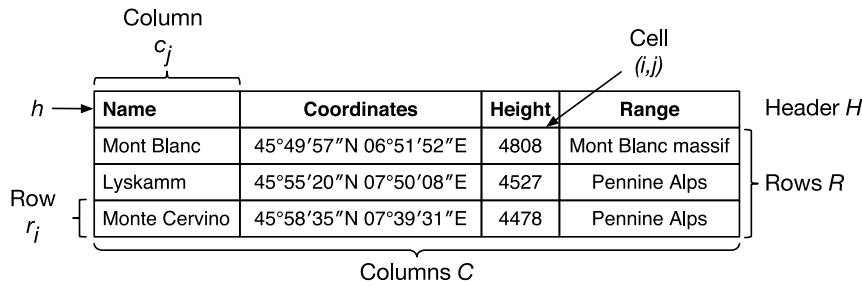 Column
cj
Cell
(i,j)
h
Name Coordinates Height Range
Header H
Mont Blanc 45°49′57″N 06°51′52″E 4808 Mont Blanc massif
Lyskamm 45°55′20″N 07°50′08″E 4527 Pennine Alps
Rows R
Row
ri
Monte Cervino 45°58′35″N 07°39′31″E 4478 Pennine Alps
Columns C